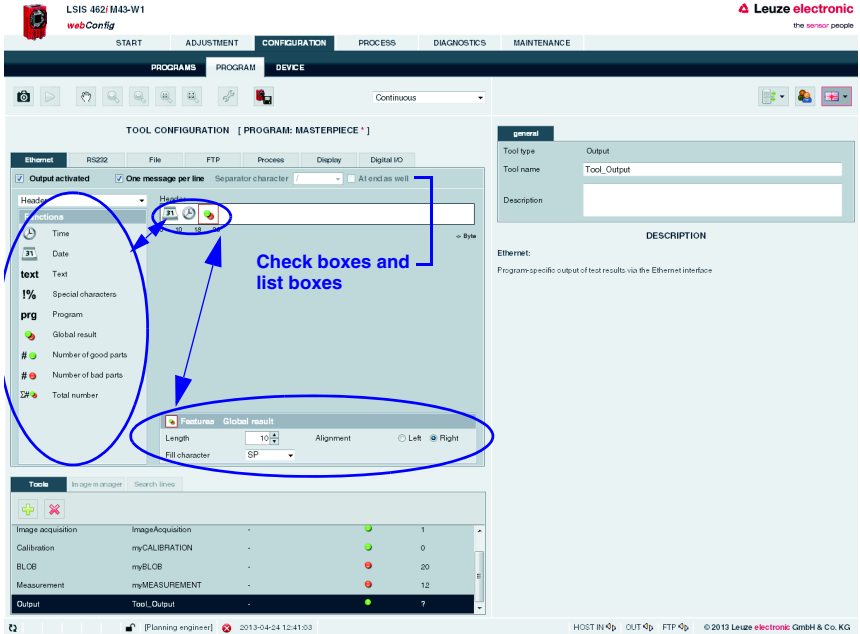 LSIS 462i M43-W1
webConfig
Leuze electronic
the sensor people
START ADJUSTMENT CONFIGURATION PROCESS DIAGNOSTICS MAINTENANCE
PROGRAMS PROGRAM DEVICE
Continuous
TOOL CONFIGURATION [ PROGRAM: MASTERPIECE * ]
Ethernet RS232 File FTP Process Display Digital I/O
Output activated One message per line Separator character / At end as well
Header
Functions
Time
31 Date
text Text
!% Special characters
prg Program
Global result
# Number of good parts
# Number of bad parts
Σ# Total number
Header
31
10 18
Byte
Check boxes and
list boxes
Features Global result
Length 10 Alignment Left Right
Fill character SP
general
Tool type Output
Tool name Tool_Output
Description
DESCRIPTION
Ethernet:
Program-specific output of test results via the Ethernet interface
Tools Image manager Search lines
Image acquisition ImageAcquisition - 1
Calibration myCALIBRATION - 0
BLOB myBLOB - 20
Measurement myMEASUREMENT - 12
Output Tool_Output - ?
[Planning engineer] 2013-04-24 12:41:03
HOST IN OUT FTP © 2013 Leuze electronic GmbH & Co. KG